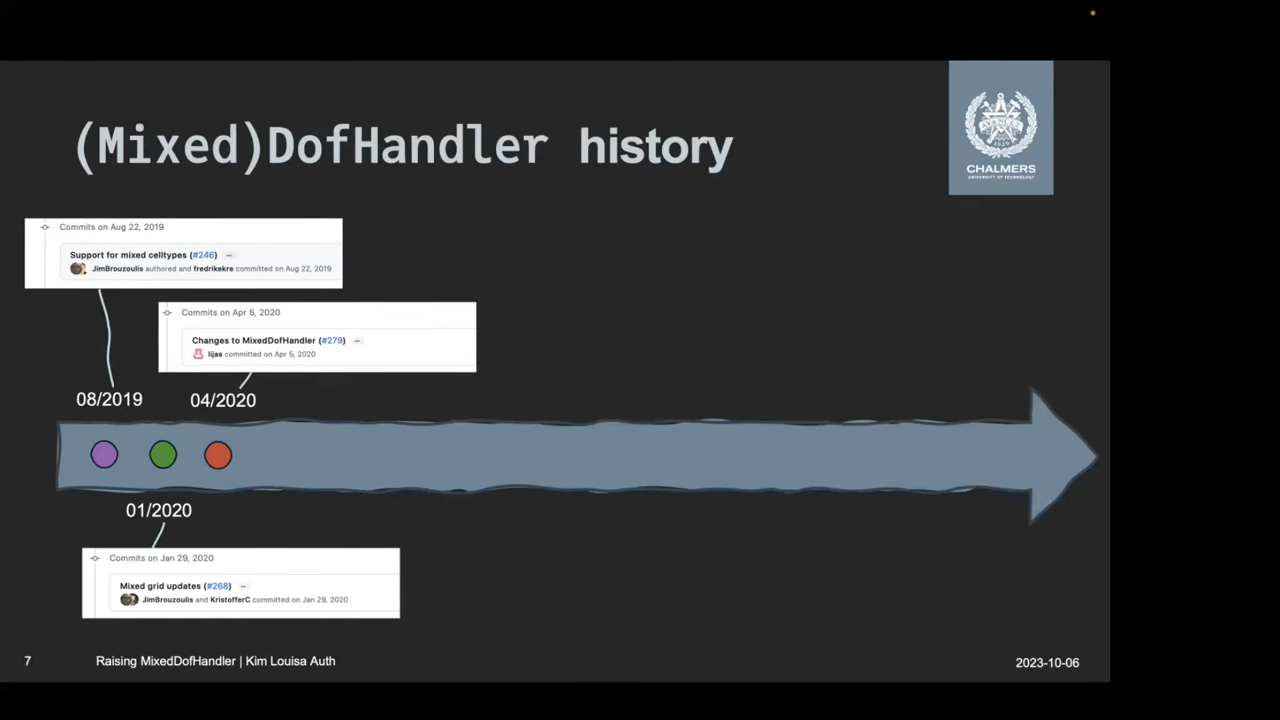 (Mixed)DofHandler history
AVANCEZ
1829
CHALMERS
UNIVERSITY OF TECHNOLOGY
Commits on Aug 22, 2019
Support for mixed celltypes (#246)
JimBrouzoulis authored and fredrikekre committed on Aug 22, 2019
Commits on Apr 5, 2020
Changes to MixedDofHandler (#279)
lijas committed on Apr 5, 2020
08/2019
04/2020
01/2020
Commits on Jan 29, 2020
Mixed grid updates (#268)
JimBrouzoulis and KristofferC committed on Jan 29, 2020
7
Raising MixedDofHandler | Kim Louisa Auth
2023-10-06